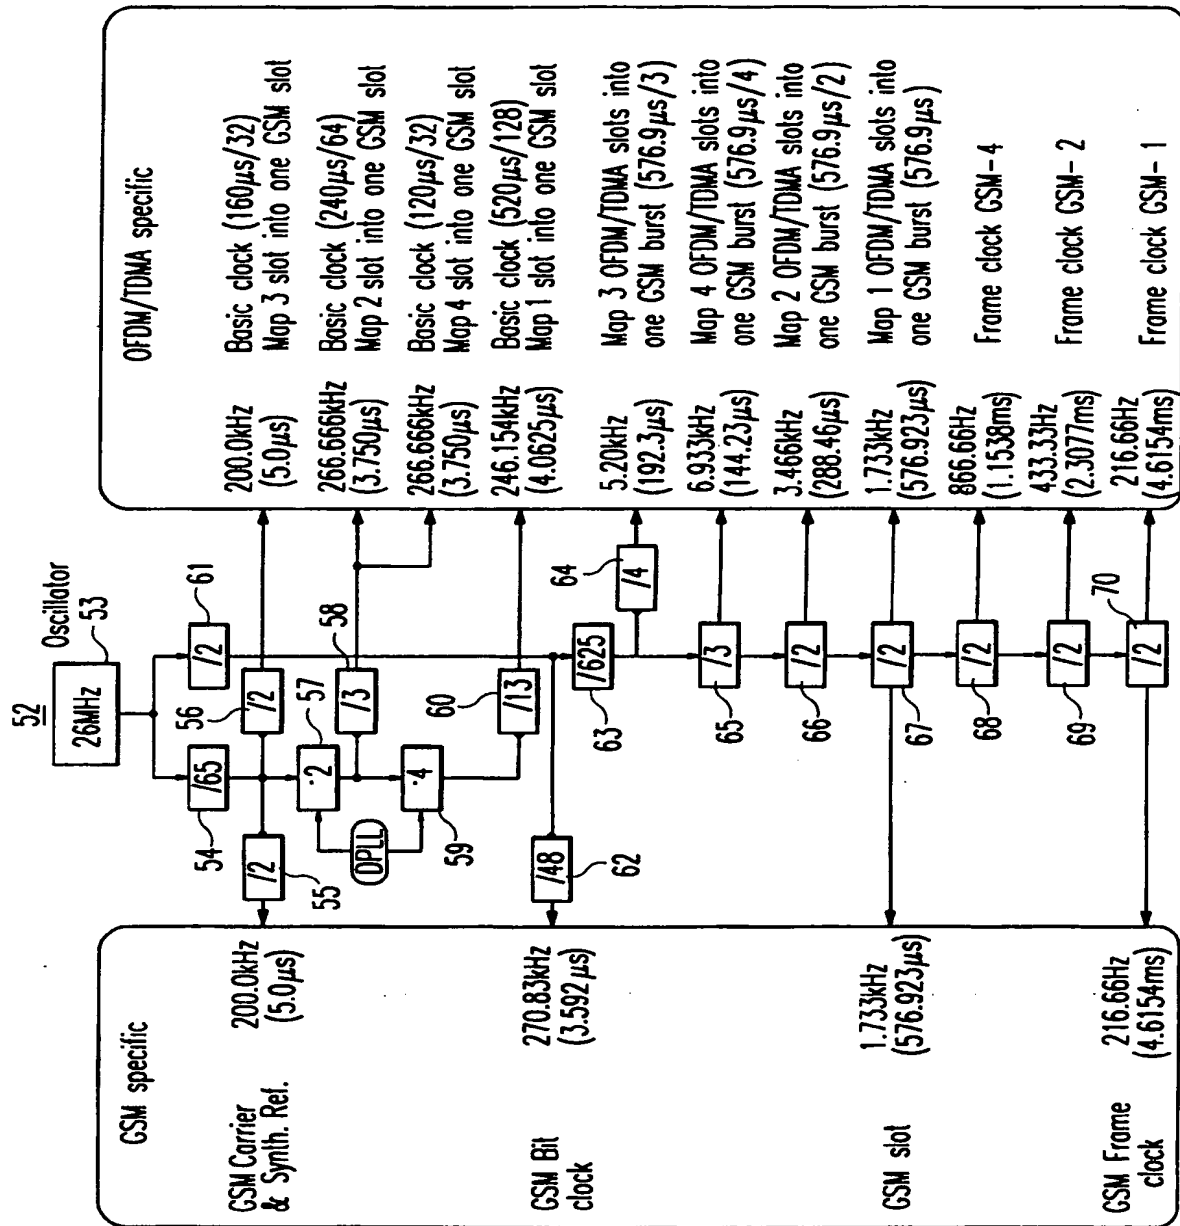 52
Oscillator
53
26MHz
61
/2
54
/65
55
/2
56
/2
57
·2
58
/3
DPLL
59
·4
60
/13
62
/48
63
/625
64
/4
65
/3
66
/2
67
/2
68
/2
69
/2
70
/2
GSM specific
GSM Carrier
& Synth. Ref.
200.0kHz
(5.0µs)
GSM Bit
clock
270.83kHz
(3.592µs)
GSM slot
1.733kHz
(576.923µs)
GSM Frame
clock
216.66Hz
(4.6154ms)
OFDM/TDMA specific
200.0kHz
(5.0µs)
Basic clock (160µs/32)
Map 3 slot into one GSM slot
266.666kHz
(3.750µs)
Basic clock (240µs/64)
Map 2 slot into one GSM slot
266.666kHz
(3.750µs)
Basic clock (120µs/32)
Map 4 slot into one GSM slot
246.154kHz
(4.0625µs)
Basic clock (520µs/128)
Map 1 slot into one GSM slot
5.20kHz
(192.3µs)
Map 3 OFDM/TDMA slots into
one GSM burst (576.9µs/3)
6.933kHz
(144.23µs)
Map 4 OFDM/TDMA slots into
one GSM burst (576.9µs/4)
3.466kHz
(288.46µs)
Map 2 OFDM/TDMA slots into
one GSM burst (576.9µs/2)
1.733kHz
(576.923µs)
Map 1 OFDM/TDMA slots into
one GSM burst (576.9µs)
866.66Hz
(1.1538ms)
Frame clock GSM-4
433.33Hz
(2.3077ms)
Frame clock GSM-2
216.66Hz
(4.6154ms)
Frame clock GSM-1